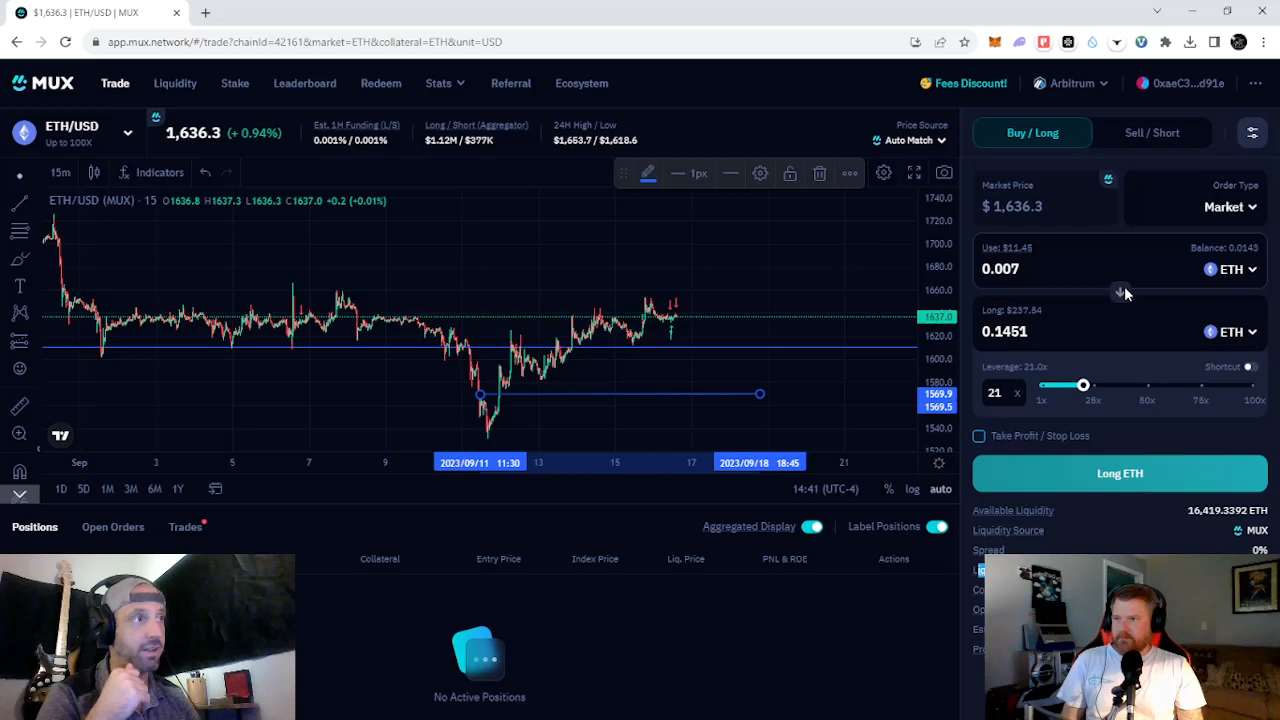 $1,636.3 | ETH/USD | MUX
app.mux.network/#/trade?chainId=42161&market=ETH&collateral=ETH&unit=USD
MUX Trade Liquidity Stake Leaderboard Redeem Stats Referral Ecosystem Fees Discount! Arbitrum 0xaeC3...d91e
ETH/USD
Up to 100X
1,636.3 (+ 0.94%)
Est. 1H Funding (L/S)
0.001% / 0.001%
Long / Short (Aggregator)
$1.12M / $377K
24H High / Low
$1,653.7 / $1,618.6
Price Source
Auto Match
Buy / Long
Sell / Short
15m Indicators 1px
Market Price
$ 1,636.3
Order Type
Market
ETH/USD (MUX) · 15 O1636.8 H1637.3 L1636.3 C1637.0 +0.2 (+0.01%)
1740.0
1720.0
1700.0
1680.0
1660.0
1637.0
1620.0
1600.0
1580.0
1569.9
1569.5
1540.0
1520.0
Use: $11.45 Balance: 0.0143
0.007 ETH
Long: $237.54
0.1451 ETH
Leverage: 21.0x Shortcut
21 x
1x 25x 50x 75x 100x
Take Profit / Stop Loss
Long ETH
Sep 3 5 7 9 2023/09/11 11:30 13 15 17 2023/09/18 18:45 21
1D 5D 1M 3M 6M 1Y 14:41 (UTC-4) % log auto
Available Liquidity 16,419.3392 ETH
Liquidity Source MUX
Spread 0%
Positions Open Orders Trades Aggregated Display Label Positions
Collateral Entry Price Index Price Liq. Price PNL & ROE Actions
No Active Positions